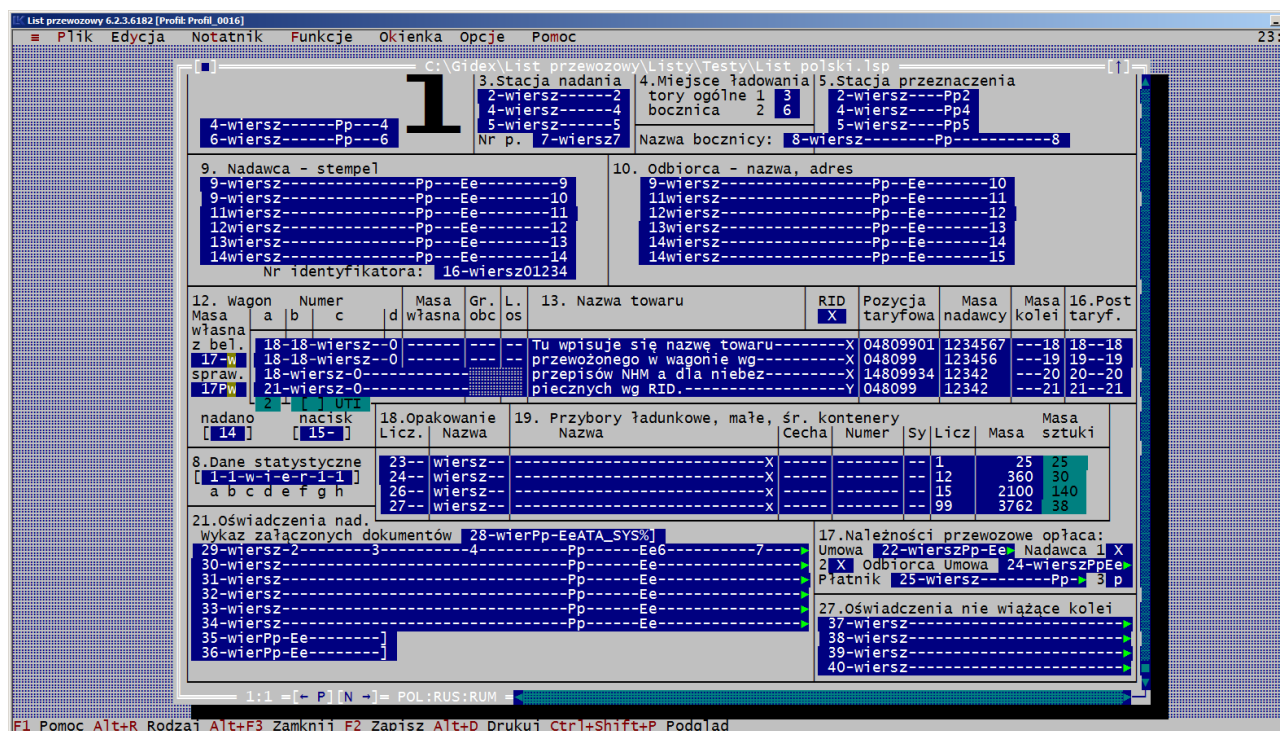 List przewozowy 6.2.3.6182 [Profil: Profil_0016]
≡ Plik Edycja Notatnik Funkcje Okienka Opcje Pomoc 23:
[■] C:\Gidex\List przewozowy\Listy\Testy\List polski.lsp [↑]
1
3.Stacja nadania 4.Miejsce ładowania 5.Stacja przeznaczenia
2-wiersz------2 tory ogólne 1 3 2-wiersz----Pp2
4-wiersz------4 bocznica 2 6 4-wiersz----Pp4
4-wiersz------Pp---4 5-wiersz------5 5-wiersz----Pp5
6-wiersz------Pp---6 Nr p. 7-wiersz7 Nazwa bocznicy: 8-wiersz----------Pp-----------8
9. Nadawca - stempel 10. Odbiorca - nazwa, adres
9-wiersz---------------Pp---Ee---------9 9-wiersz---------------Pp---Ee--------10
9-wiersz---------------Pp---Ee--------10 11wiersz---------------Pp---Ee--------11
11wiersz---------------Pp---Ee--------11 12wiersz---------------Pp---Ee--------12
12wiersz---------------Pp---Ee--------12 13wiersz---------------Pp---Ee--------13
13wiersz---------------Pp---Ee--------13 14wiersz---------------Pp---Ee--------14
14wiersz---------------Pp---Ee--------14 14wiersz---------------Pp---Ee--------15
Nr identyfikatora: 16-wiersz01234
12. Wagon Numer Masa Gr. L. 13. Nazwa towaru RID Pozycja Masa Masa 16.Post
Masa a b c d własna obc os X taryfowa nadawcy kolei taryf.
własna
z bel. 18-18-wiersz--0 ------ --- -- Tu wpisuje się nazwę towaru-------X 04809901 1234567 ---18 18--18
17-w 18-18-wiersz--0 ------ --- -- przewożonego w wagonie wg----------X 048099 123456 ---19 19--19
spraw. 18-wiersz-0------------ przepisów NHM a dla niebez---------X 14809934 12342 ---20 20--20
17Pw 21-wiersz-0------------ piecznych wg RID.------------------Y 048099 12342 ---21 21--21
2 [ ] UTI
nadano nacisk 18.Opakowanie 19. Przybory ładunkowe, małe, śr. kontenery Masa
[ 14 ] [ 15- ] Licz. Nazwa Nazwa Cecha Numer Sy Licz Masa sztuki
8.Dane statystyczne 23-- wiersz-- -----------------------------X ----- ------- -- 1 25 25
[ 1-1-w-i-e-r-1-1 ] 24-- wiersz-- -----------------------------X ----- ------- -- 12 360 30
a b c d e f g h 26-- wiersz-- -----------------------------x ----- ------- -- 15 2100 140
27-- wiersz-- -----------------------------x ----- ------- -- 99 3762 38
21.Oświadczenia nad.
Wykaz załączonych dokumentów 28-wierPp-EeATA_SYS%] 17.Należności przewozowe opłaca:
29-wiersz-2--------3----------4----------Pp------Ee6----------7---- Umowa 22-wierszPp-Ee Nadawca 1 X
30-wiersz--------------------------------Pp------Ee---------------- 2 X Odbiorca Umowa 24-wierszPpEe
31-wiersz--------------------------------Pp------Ee---------------- Płatnik 25-wiersz--------Pp- 3 p
32-wiersz--------------------------------Pp------Ee----------------
33-wiersz--------------------------------Pp------Ee---------------- 27.Oświadczenia nie wiążące kolei
34-wiersz--------------------------------Pp------Ee---------------- 37-wiersz------------------------
35-wierPp-Ee--------] 38-wiersz------------------------
36-wierPp-Ee--------] 39-wiersz------------------------
40-wiersz------------------------
1:1 =[← P][N →]= POL:RUS:RUM =
F1 Pomoc Alt+R Rodzaj Alt+F3 Zamknij F2 Zapisz Alt+D Drukuj Ctrl+Shift+P Podgląd